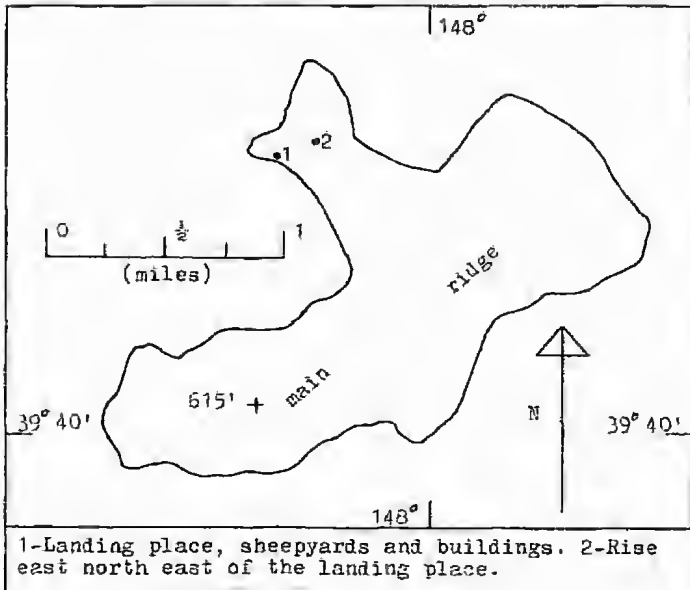 148°
2
1
0 ½ 1
(miles)
ridge
615' + main
N
39° 40' 39° 40'
148°
1-Landing place, sheepyards and buildings. 2-Rise
east north east of the landing place.